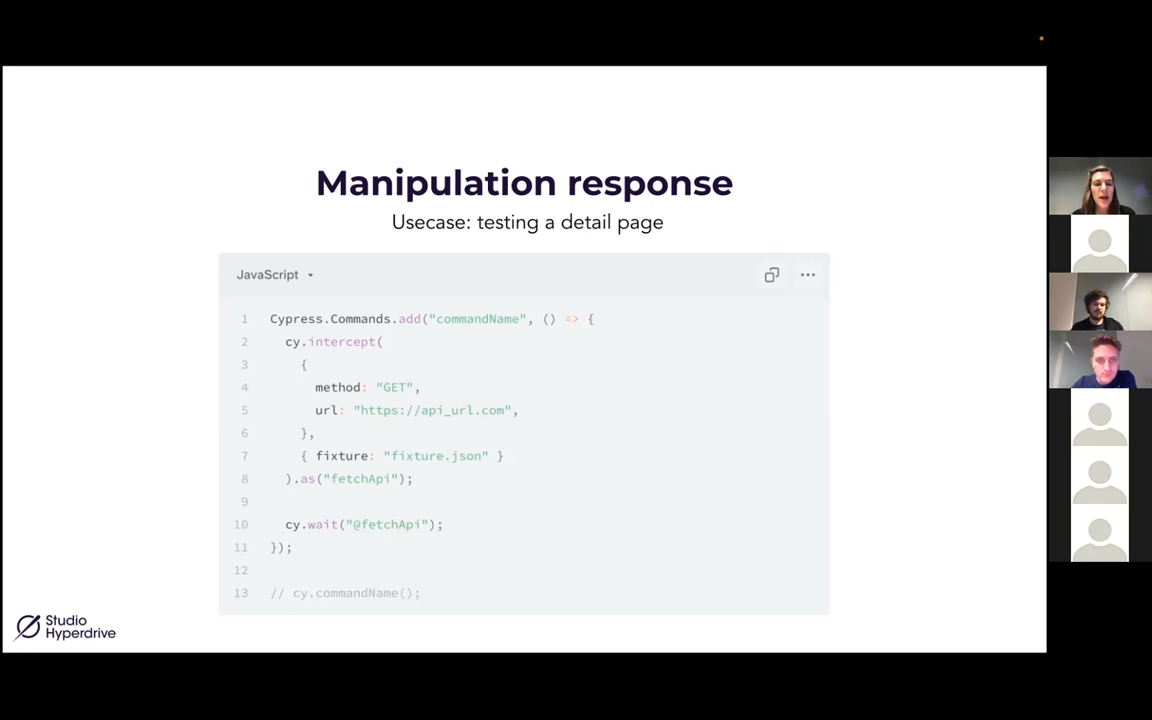 Manipulation response
Usecase: testing a detail page
JavaScript
1 Cypress.Commands.add("commandName", () => {
2 cy.intercept(
3 {
4 method: "GET",
5 url: "https://api_url.com",
6 },
7 { fixture: "fixture.json" }
8 ).as("fetchApi");
9
10 cy.wait("@fetchApi");
11 });
12
13 // cy.commandName();
Studio
Hyperdrive